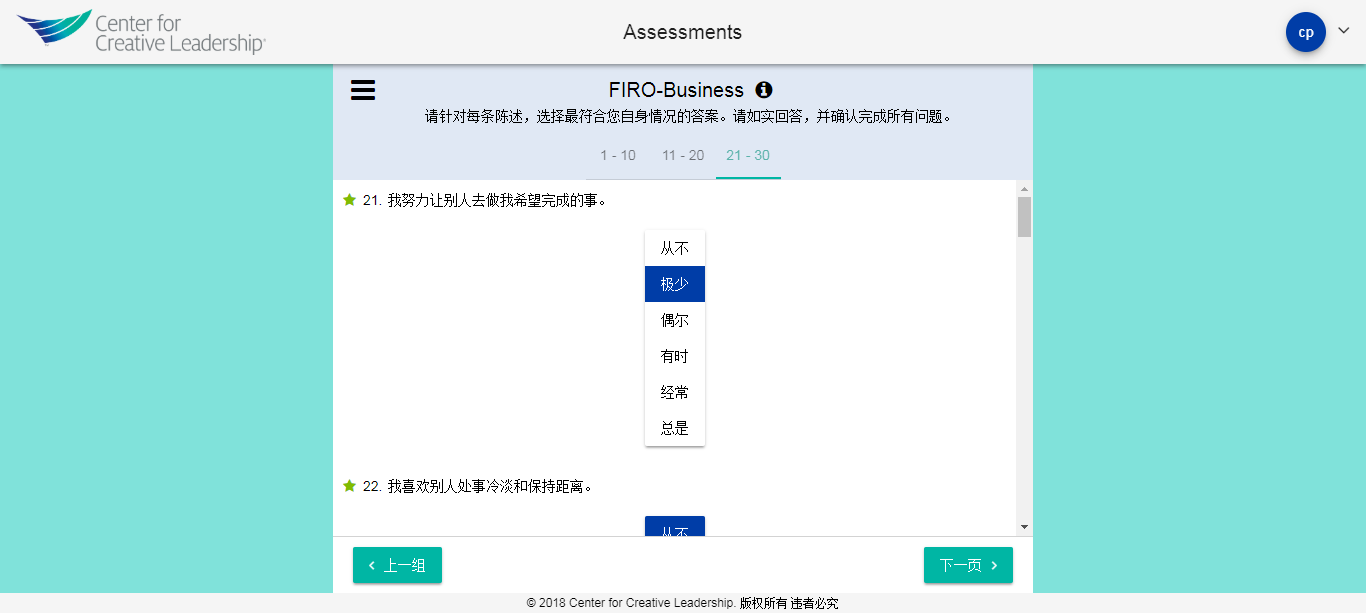 Center for
Creative Leadership®
Assessments
cp
FIRO-Business
请针对每条陈述，选择最符合您自身情况的答案。请如实回答，并确认完成所有问题。
1 - 10 11 - 20 21 - 30
21. 我努力让别人去做我希望完成的事。
从不
极少
偶尔
有时
经常
总是
22. 我喜欢别人处事冷淡和保持距离。
从不
上一组 下一页
© 2018 Center for Creative Leadership. 版权所有 违者必究